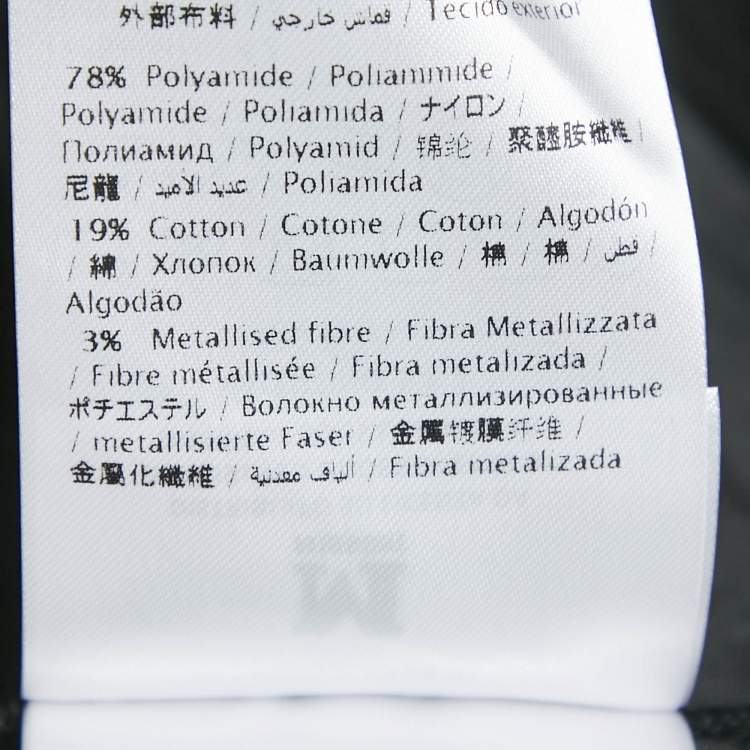 外部布料 / قماش خارجي / Tecido exterior
78% Polyamide / Poliammide /
Polyamide / Poliamida / ナイロン /
Полиамид / Polyamid / 锦纶 / 聚醯胺纖維 /
尼龍 / عديد الاميد / Poliamida
19% Cotton / Cotone / Coton / Algodón
/ 綿 / Хлопок / Baumwolle / 棉 / 棉 / قطن /
Algodão
3% Metallised fibre / Fibra Metallizzata
/ Fibre métallisée / Fibra metalizada /
ポチエステル / Волокно металлизированные
/ metallisierte Faser / 金属镀膜纤维 /
金屬化纖維 / ألياف معدنية / Fibra metalizada